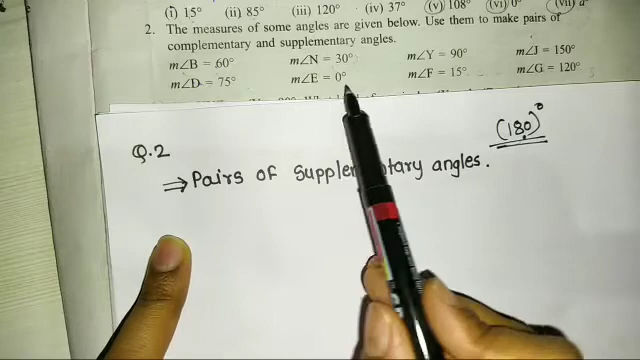 (i) 15° (ii) 85° (iii) 120° (iv) 37° (v) 108° (vi) 0° (vii) a°
2. The measures of some angles are given below. Use them to make pairs of
complementary and supplementary angles.
m∠B = 60° m∠N = 30° m∠Y = 90° m∠J = 150°
m∠D = 75° m∠E = 0° m∠F = 15° m∠G = 120°
(180)°
Q.2
⇒ Pairs of Supplementary angles.